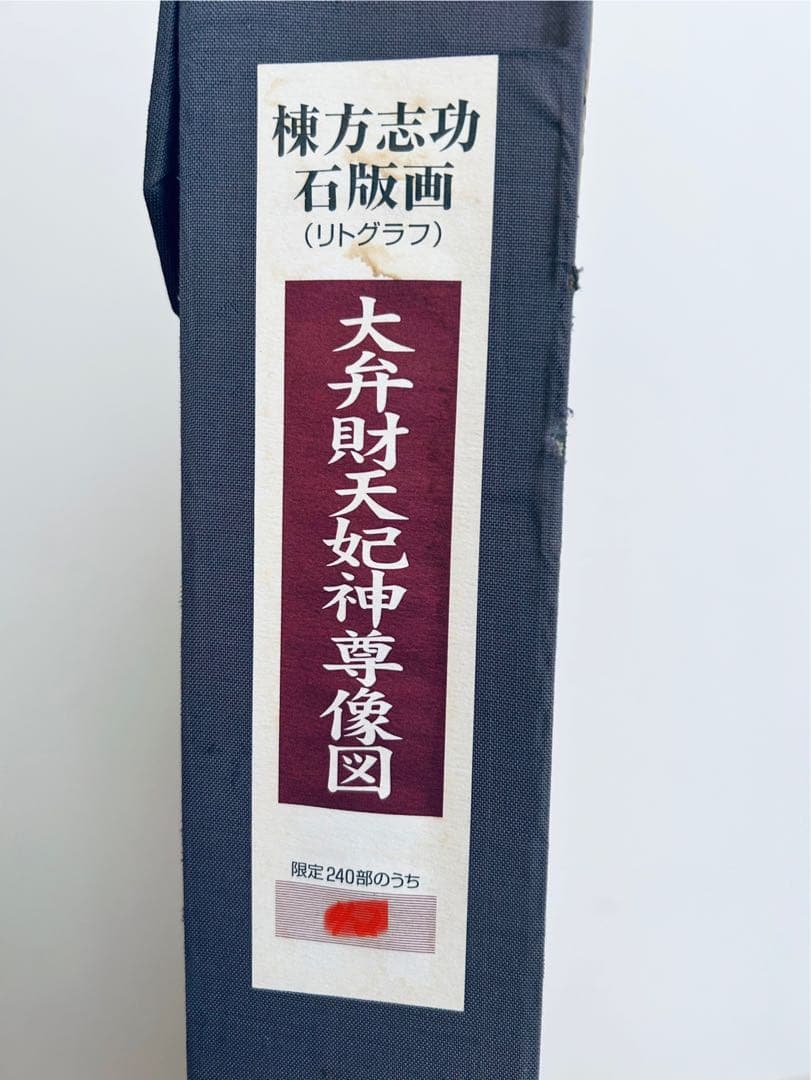 棟方志功
石版画
(リトグラフ)
大弁財天妃神尊像図
限定240部のうち